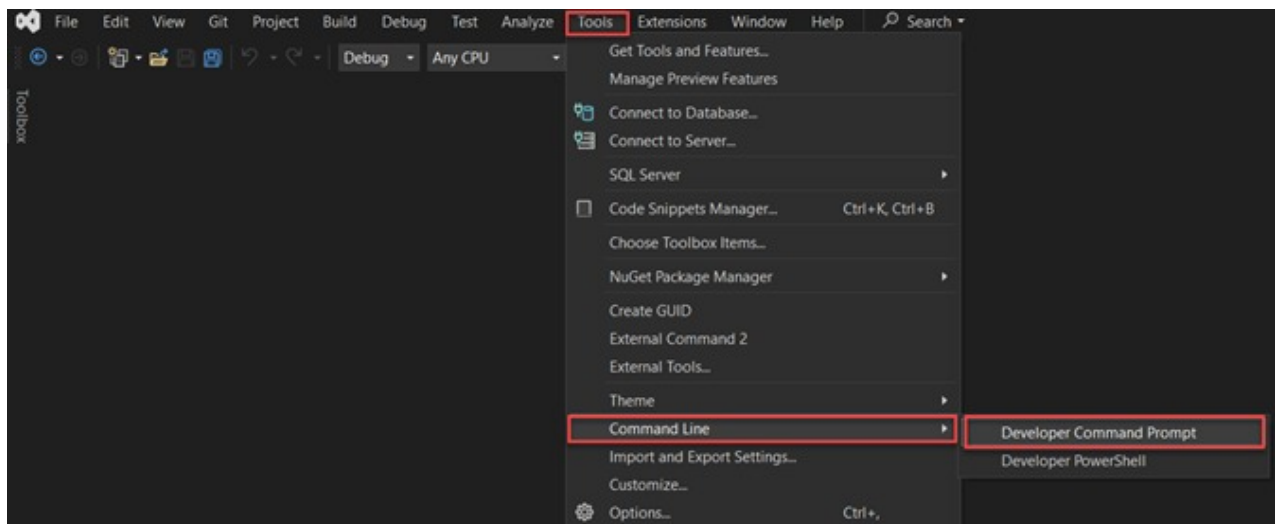 File Edit View Git Project Build Debug Test Analyze Tools Extensions Window Help Search
Debug Any CPU
Toolbox
Get Tools and Features...
Manage Preview Features
Connect to Database...
Connect to Server...
SQL Server
Code Snippets Manager... Ctrl+K, Ctrl+B
Choose Toolbox Items...
NuGet Package Manager
Create GUID
External Command 2
External Tools...
Theme
Command Line
Developer Command Prompt
Developer PowerShell
Import and Export Settings...
Customize...
Options... Ctrl+,